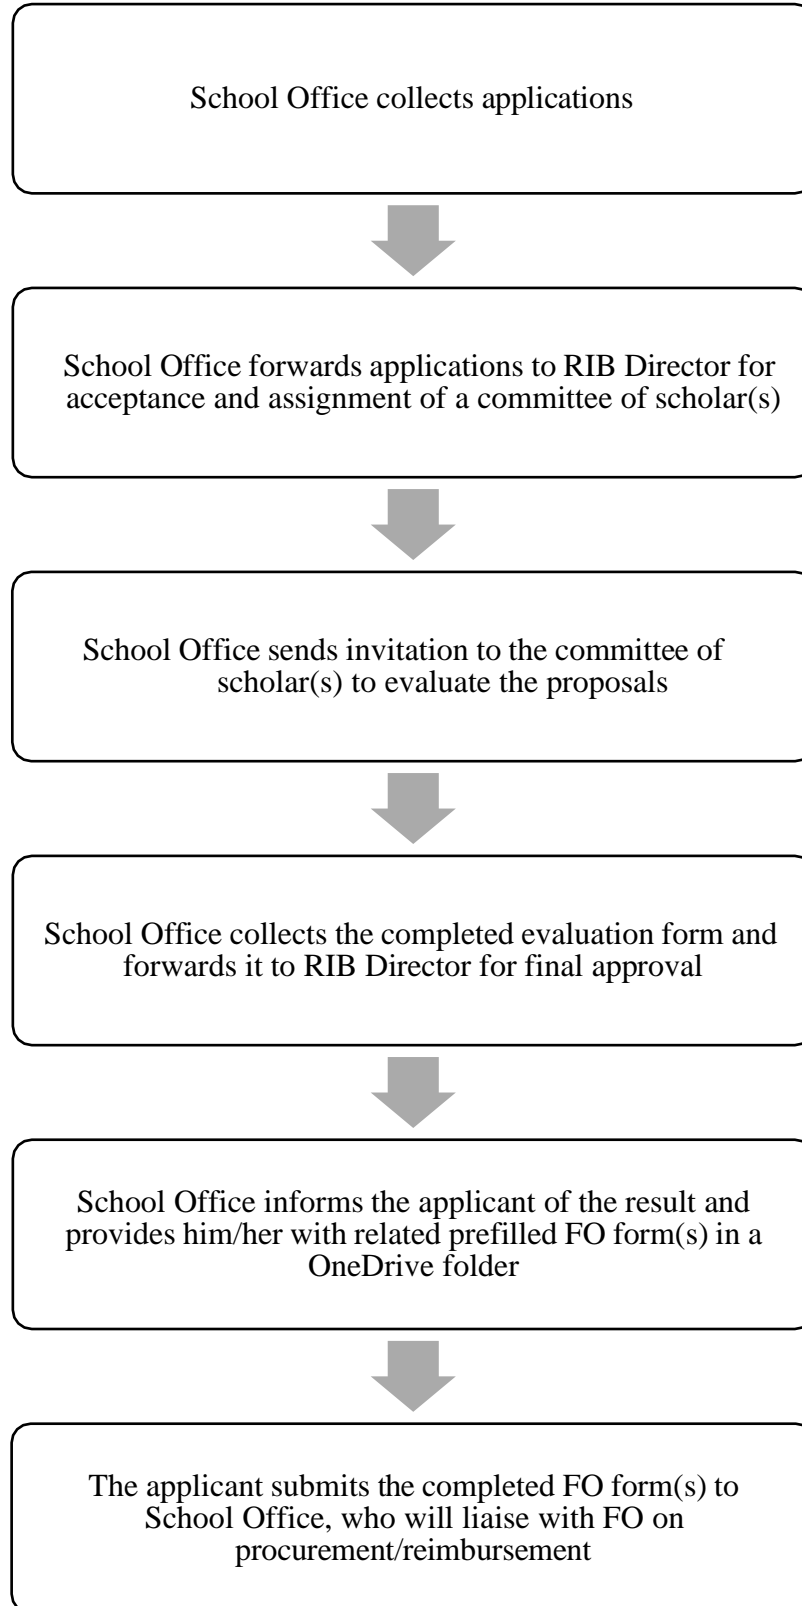 School Office collects applications
School Office forwards applications to RIB Director for
acceptance and assignment of a committee of scholar(s)
School Office sends invitation to the committee of
scholar(s) to evaluate the proposals
School Office collects the completed evaluation form and
forwards it to RIB Director for final approval
School Office informs the applicant of the result and
provides him/her with related prefilled FO form(s) in a
OneDrive folder
The applicant submits the completed FO form(s) to
School Office, who will liaise with FO on
procurement/reimbursement